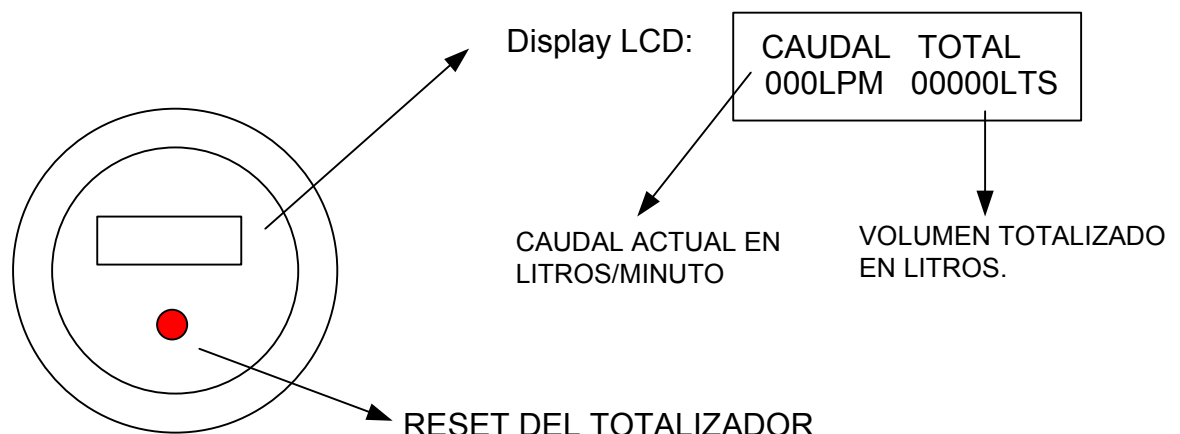 Display LCD:
CAUDAL TOTAL
000LPM 00000LTS
CAUDAL ACTUAL EN
LITROS/MINUTO
VOLUMEN TOTALIZADO
EN LITROS.
RESET DEL TOTALIZADOR